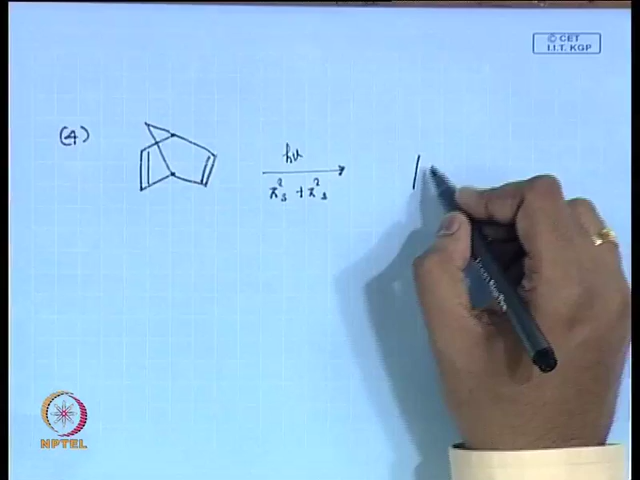 © CET
I.I.T. KGP
(4)
hν
π²s + π²s
NPTEL